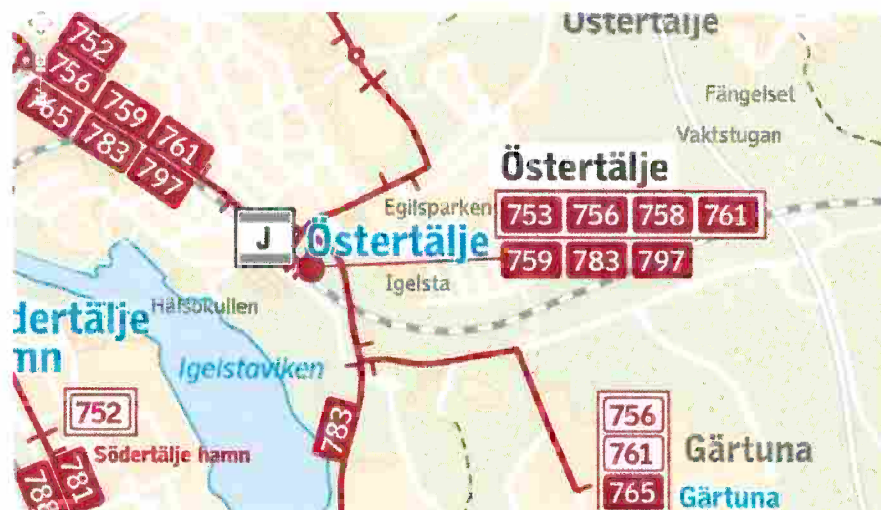 Östertälje
752
756 759 761
765 783 797
Fängelset
Vaktstugan
Östertälje
Egilsparken
753 756 758 761
J
Östertälje
759 783 797
Igelsta
Hälsokullen
dertälje
mn
Igelstaviken
752
783
756
Södertälje hamn
761
Gärtuna
781
788
765
Gärtuna